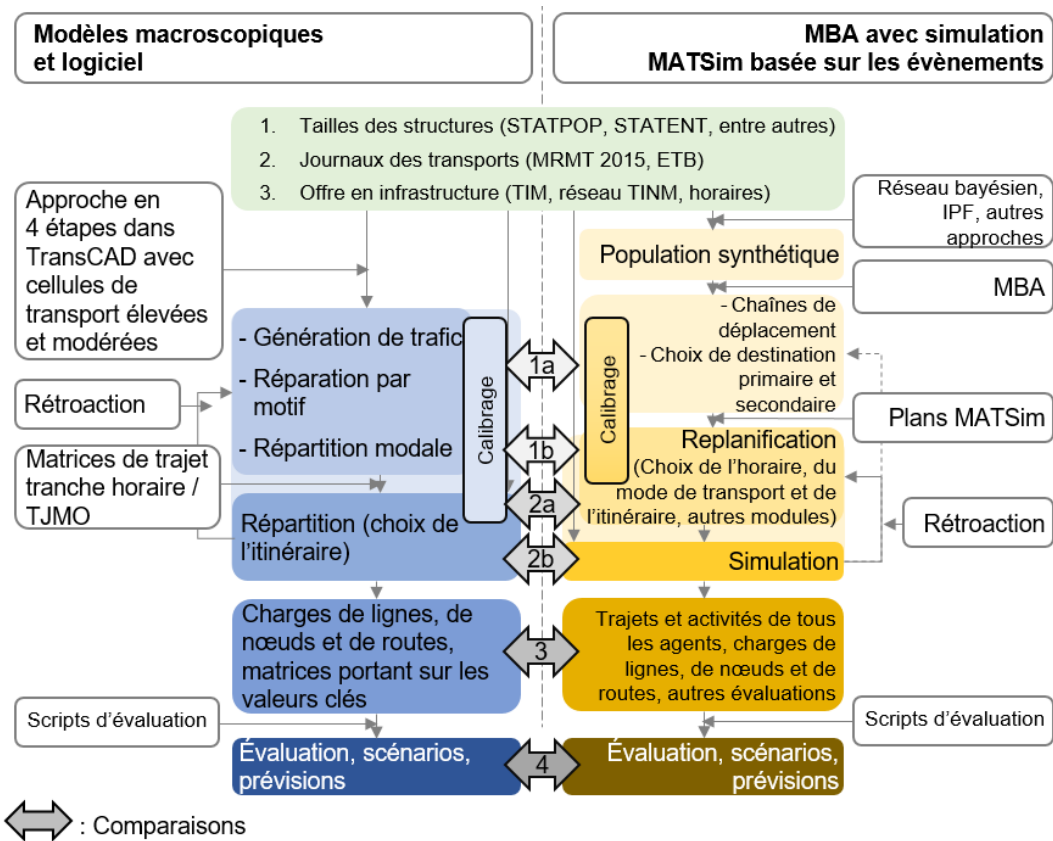 Modèles macroscopiques
et logiciel
MBA avec simulation
MATSim basée sur les évènements
1. Tailles des structures (STATPOP, STATENT, entre autres)
2. Journaux des transports (MRMT 2015, ETB)
3. Offre en infrastructure (TIM, réseau TINM, horaires)
Approche en
4 étapes dans
TransCAD avec
cellules de
transport élevées
et modérées
Réseau bayésien,
IPF, autres
approches
Population synthétique
MBA
- Génération de trafic
- Réparation par
motif
- Répartition modale
Calibrage
1a
1b
2a
2b
Calibrage
- Chaînes de
déplacement
- Choix de destination
primaire et
secondaire
Rétroaction
Plans MATSim
Matrices de trajet
tranche horaire /
TJMO
Replanification
(Choix de l'horaire, du
mode de transport et de
l'itinéraire, autres modules)
Rétroaction
Répartition (choix de
l'itinéraire)
Simulation
Charges de lignes, de
nœuds et de routes,
matrices portant sur les
valeurs clés
3
Trajets et activités de tous
les agents, charges de
lignes, de nœuds et de
routes, autres évaluations
Scripts d'évaluation
Scripts d'évaluation
Évaluation, scénarios,
prévisions
4
Évaluation, scénarios,
prévisions
: Comparaisons